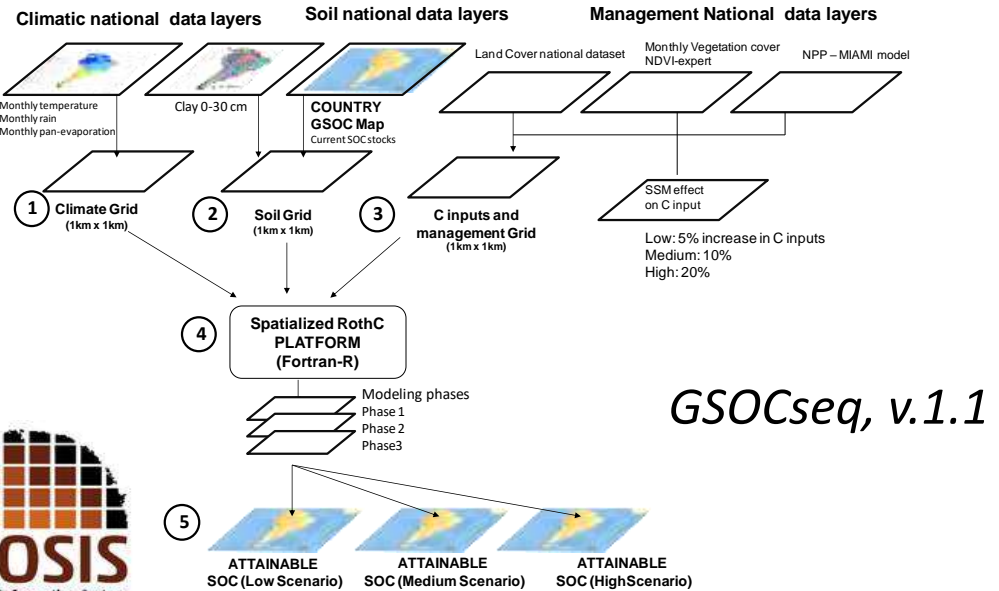 Climatic national data layers
Soil national data layers
Management National data layers
Monthly temperature
Monthly rain
Monthly pan-evaporation
Clay 0-30 cm
COUNTRY
GSOC Map
Current SOC stocks
Land Cover national dataset
Monthly Vegetation cover
NDVI-expert
NPP – MIAMI model
1
Climate Grid
(1km x 1km)
2
Soil Grid
(1km x 1km)
3
C inputs and
management Grid
(1km x 1km)
SSM effect
on C input
Low: 5% increase in C inputs
Medium: 10%
High: 20%
4
Spatialized RothC
PLATFORM
(Fortran-R)
Modeling phases
Phase 1
Phase 2
Phase3
GSOCseq, v.1.1
OSIS
5
ATTAINABLE
SOC (Low Scenario)
ATTAINABLE
SOC (Medium Scenario)
ATTAINABLE
SOC (HighScenario)